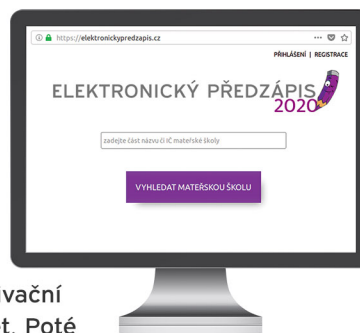 https://elektronickypredzapis.cz
PŘIHLÁŠENÍ | REGISTRACE
ELEKTRONICKÝ PŘEDZÁPIS
2020
zadejte část názvu či IČ mateřské školy
VYHLEDAT MATEŘSKOU ŠKOLU
Poté